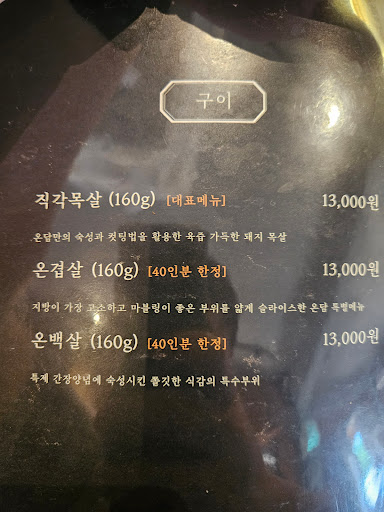 구이
직각목살 (160g) [대표메뉴] 13,000원
온달만의 숙성과 컷팅법을 활용한 육즙 가득한 돼지 목살
온겹살 (160g) [40인분 한정] 13,000원
지방이 가장 고소하고 마블링이 좋은 부위를 얇게 슬라이스한 온달 특별메뉴
온백살 (160g) [40인분 한정] 13,000원
특제 간장양념에 숙성시킨 쫄깃한 식감의 특수부위